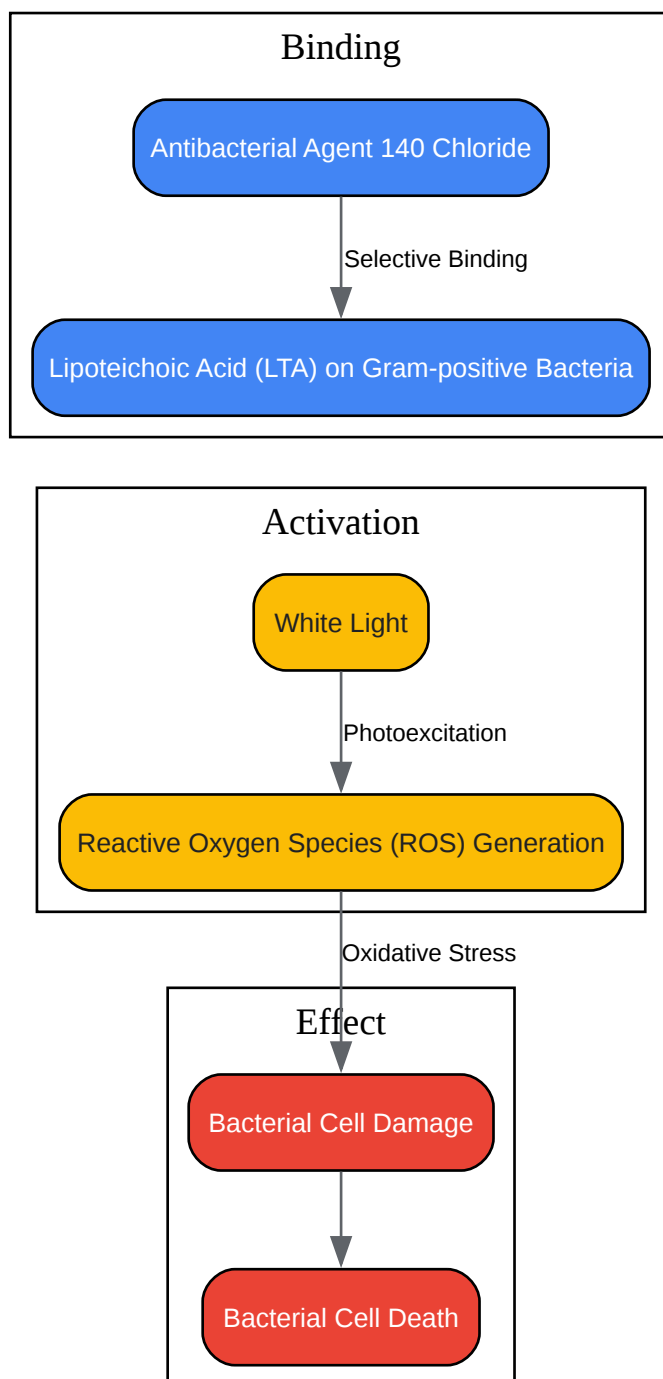 Binding
Antibacterial Agent 140 Chloride
Selective Binding
Lipoteichoic Acid (LTA) on Gram-positive Bacteria
Activation
White Light
Photoexcitation
Reactive Oxygen Species (ROS) Generation
Oxidative Stress
Effect
Bacterial Cell Damage
Bacterial Cell Death